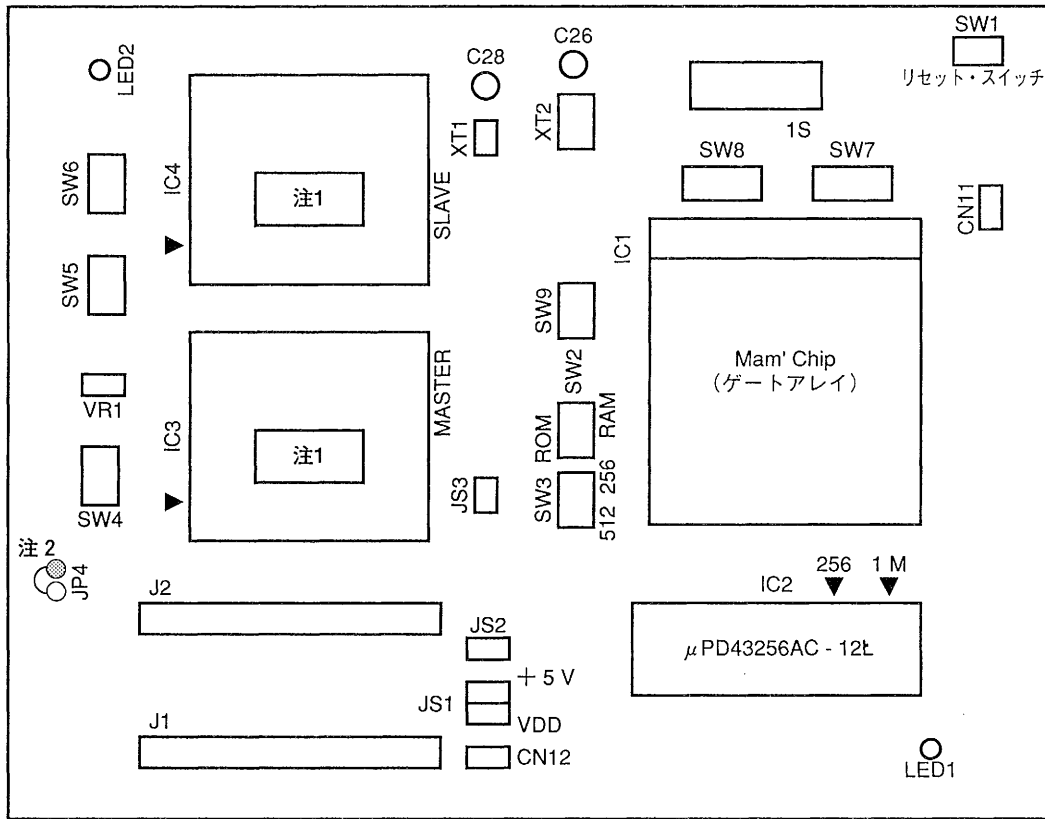 LED2
C28
C26
SW1
リセット・スイッチ
XT1
XT2
1S
SW6
IC4
注1
SLAVE
SW8
SW7
CN11
IC1
SW5
SW9
Mam' Chip
(ゲートアレイ)
SW2
VR1
IC3
注1
MASTER
ROM
RAM
SW4
JS3
SW3
512 256
注2
JP4
IC2
256
1 M
J2
JS2
μPD43256AC - 12L
+ 5 V
JS1
VDD
J1
CN12
LED1